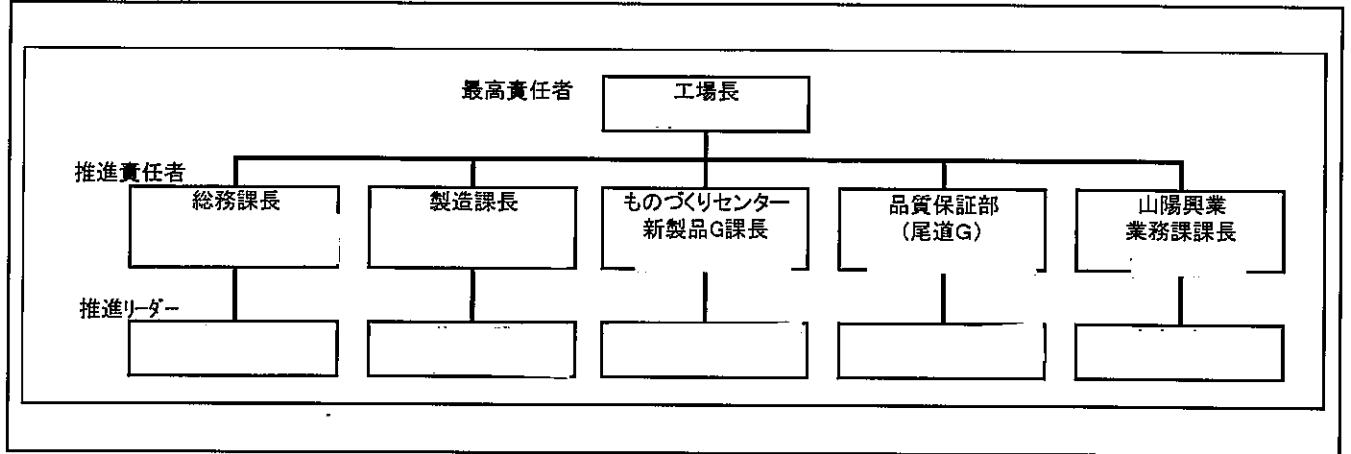 最高責任者
工場長
推進責任者
総務課長
製造課長
ものづくりセンター
新製品G課長
品質保証部
(尾道G)
山陽興業
業務課課長
推進リーダー